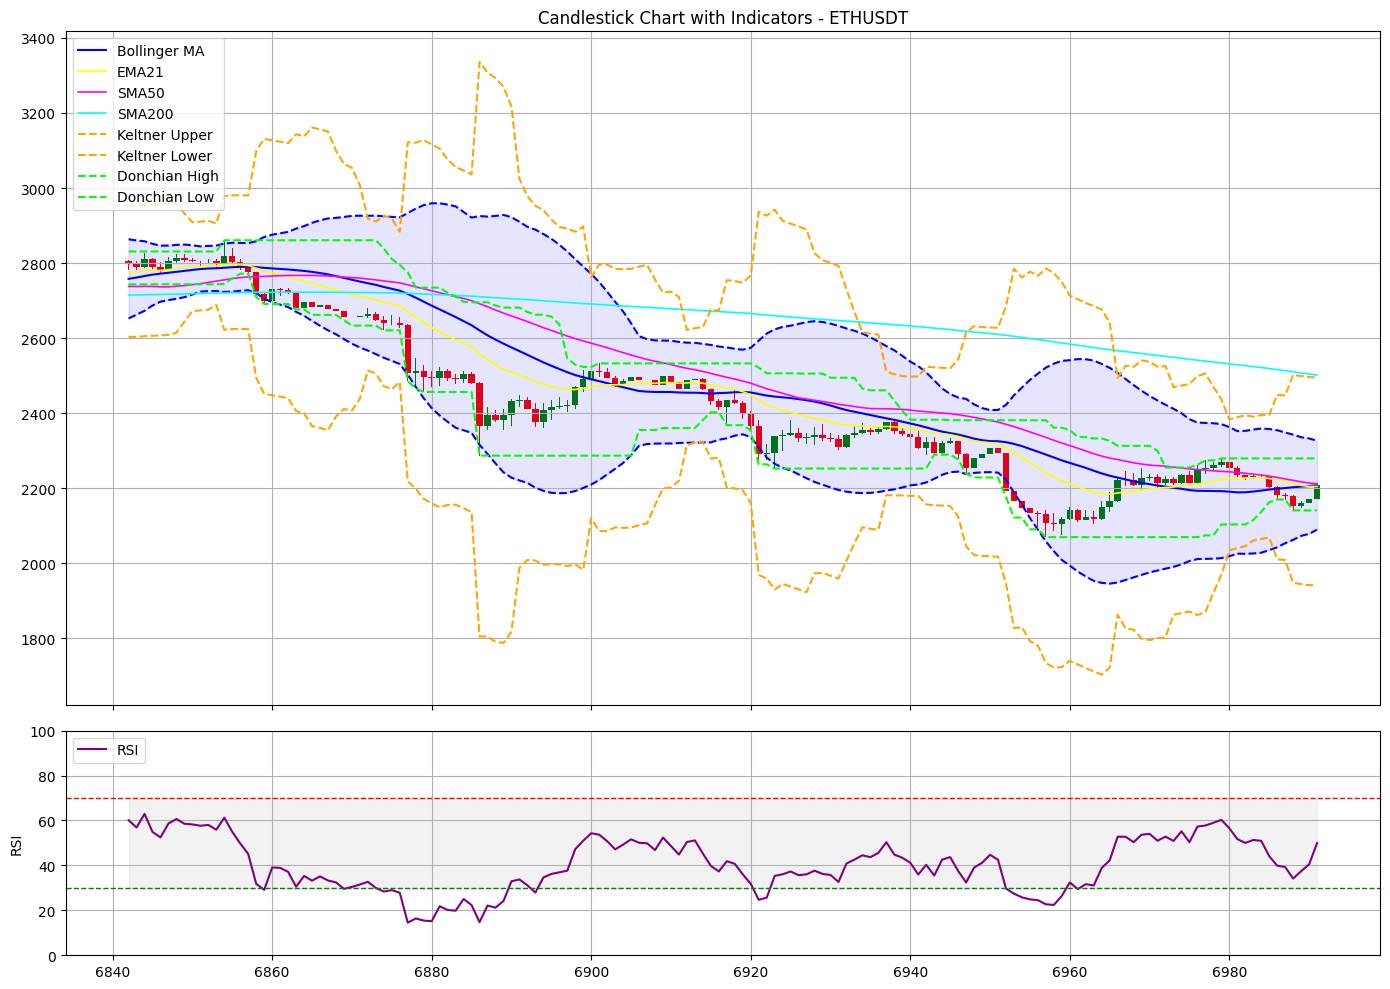 Candlestick Chart with Indicators - ETHUSDT
3400
3200
3000
2800
2600
2400
2200
2000
1800
Bollinger MA
EMA21
SMA50
SMA200
Keltner Upper
Keltner Lower
Donchian High
Donchian Low
100
80
60
40
20
0
RSI
RSI
6840 6860 6880 6900 6920 6940 6960 6980